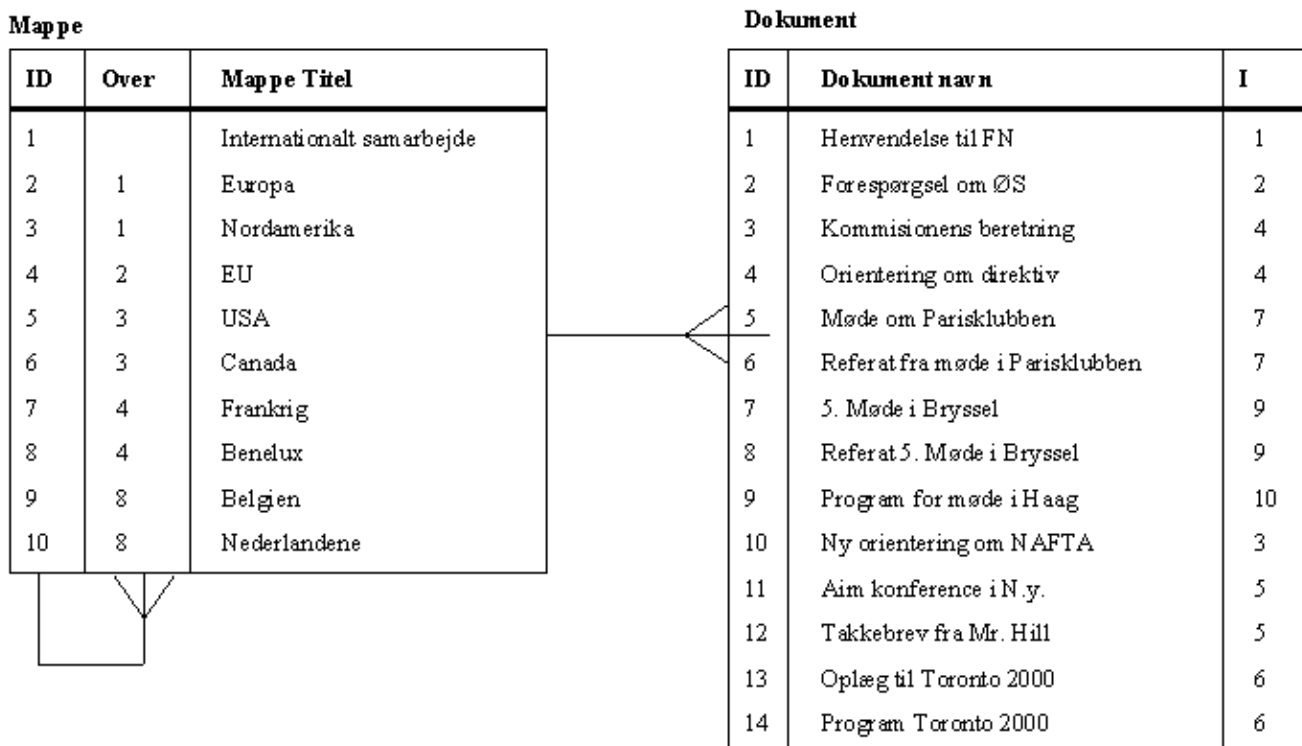 Mappe
ID Over Mappe Titel
1 Internationalt samarbejde
2 1 Europa
3 1 Nordamerika
4 2 EU
5 3 USA
6 3 Canada
7 4 Frankrig
8 4 Benelux
9 8 Belgien
10 8 Nederlandene
Dokument
ID Dokument navn I
1 Henvendelse til FN 1
2 Forespørgsel om ØS 2
3 Kommisionens beretning 4
4 Orientering om direktiv 4
5 Møde om Parisklubben 7
6 Referat fra møde i Parisklubben 7
7 5. Møde i Bryssel 9
8 Referat 5. Møde i Bryssel 9
9 Program for møde i Haag 10
10 Ny orientering om NAFTA 3
11 Aim konference i N.y. 5
12 Takkebrev fra Mr. Hill 5
13 Oplæg til Toronto 2000 6
14 Program Toronto 2000 6